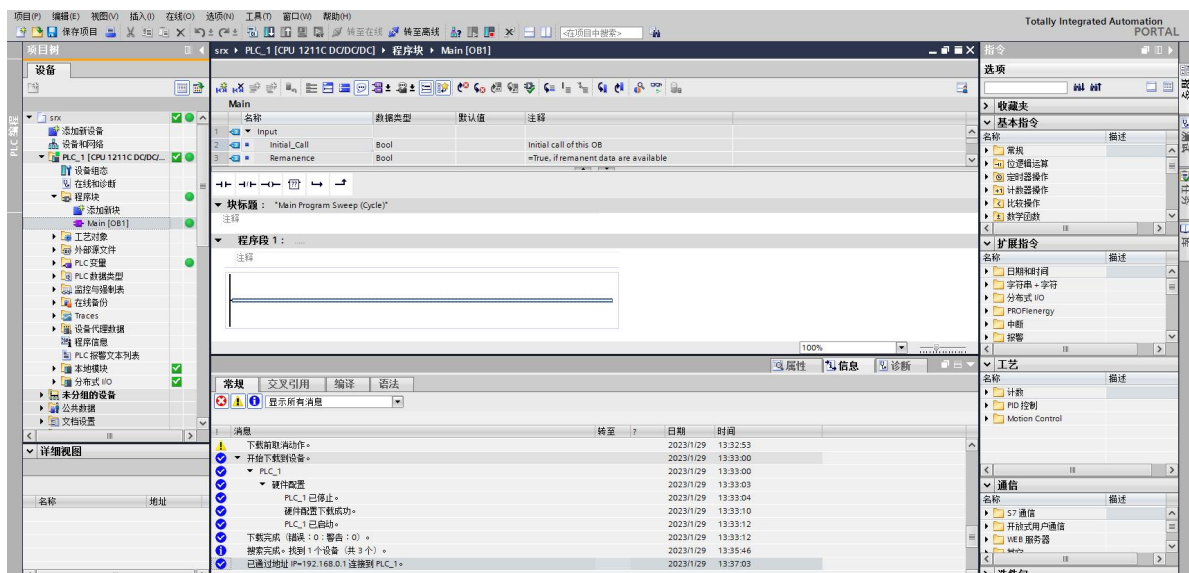 项目(P) 编辑(E) 视图(V) 插入(I) 在线(O) 选项(N) 工具(T) 窗口(W) 帮助(H)
Totally Integrated Automation
PORTAL
保存项目 转至在线 转至离线 <在项目中搜索>
项目树
srx PLC_1 [CPU 1211C DC/DC/DC] 程序块 Main [OB1]
指令
设备
选项
PLC 编程
srx
添加新设备
设备和网络
PLC_1 [CPU 1211C DC/DC/...
设备组态
在线和诊断
程序块
添加新块
Main [OB1]
工艺对象
外部源文件
PLC 变量
PLC 数据类型
监控与强制表
在线备份
Traces
设备代理数据
程序信息
PLC 报警文本列表
本地模块
分布式 I/O
未分组的设备
公共数据
文档设置
详细视图
名称 地址
Main
名称 数据类型 默认值 注释
1 Input
2 Initial_Call Bool Initial call of this OB
3 Remanence Bool =True, if remanent data are available
块标题： "Main Program Sweep (Cycle)"
注释
程序段 1： .....
注释
100%
属性 信息 诊断
常规 交叉引用 编译 语法
显示所有消息
! 消息 转至 ? 日期 时间
下载前取消动作。 2023/1/29 13:32:53
开始下载到设备。 2023/1/29 13:33:00
PLC_1 2023/1/29 13:33:00
硬件配置 2023/1/29 13:33:03
PLC_1 已停止。 2023/1/29 13:33:04
硬件配置下载成功。 2023/1/29 13:33:10
PLC_1 已启动。 2023/1/29 13:33:12
下载完成（错误：0；警告：0）。 2023/1/29 13:33:12
搜索完成。找到 1 个设备（共 3 个）。 2023/1/29 13:35:46
已通过地址 IP=192.168.0.1 连接到 PLC_1。 2023/1/29 13:37:03
收藏夹
基本指令
名称 描述
常规
位逻辑运算
定时器操作
计数器操作
比较操作
数学函数
扩展指令
名称 描述
日期和时间
字符串 + 字符
分布式 I/O
PROFIenergy
中断
报警
工艺
名称 描述
计数
PID 控制
Motion Control
通信
名称 描述
S7 通信
开放式用户通信
WEB 服务器